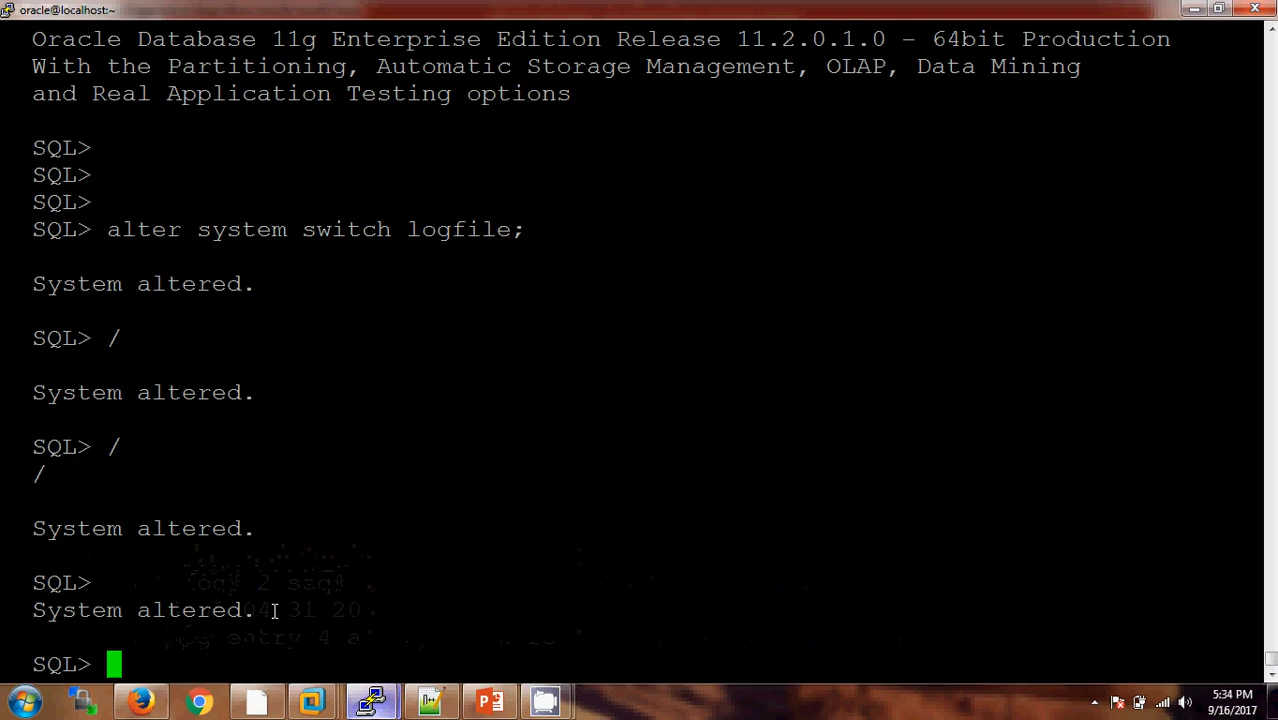 oracle@localhost:~
Oracle Database 11g Enterprise Edition Release 11.2.0.1.0 - 64bit Production
With the Partitioning, Automatic Storage Management, OLAP, Data Mining
and Real Application Testing options
SQL>
SQL>
SQL>
SQL> alter system switch logfile;
System altered.
SQL> /
System altered.
SQL> /
/
System altered.
SQL>
System altered.
SQL>
5:34 PM
9/16/2017